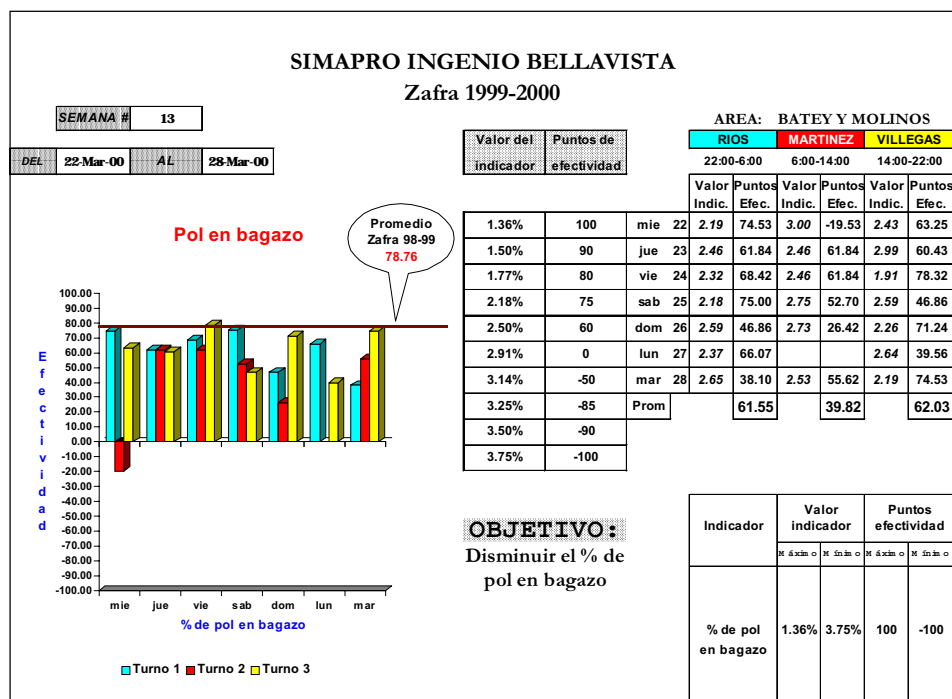 SIMAPRO INGENIO BELLAVISTA
Zafra 1999-2000
SEMANA # 13
DEL 22-Mar-00 AL 28-Mar-00
AREA: BATEY Y MOLINOS
Valor del indicador Puntos de efectividad
RIOS MARTINEZ VILLEGAS
22:00-6:00 6:00-14:00 14:00-22:00
Valor Puntos Valor Puntos Valor Puntos
Indic. Efec. Indic. Efec. Indic. Efec.
1.36% 100 mie 22 2.19 74.53 3.00 -19.53 2.43 63.25
1.50% 90 jue 23 2.46 61.84 2.46 61.84 2.99 60.43
1.77% 80 vie 24 2.32 68.42 2.46 61.84 1.91 78.32
2.18% 75 sab 25 2.18 75.00 2.75 52.70 2.59 46.86
2.50% 60 dom 26 2.59 46.86 2.73 26.42 2.26 71.24
2.91% 0 lun 27 2.37 66.07 2.64 39.56
3.14% -50 mar 28 2.65 38.10 2.53 55.62 2.19 74.53
3.25% -85 Prom 61.55 39.82 62.03
3.50% -90
3.75% -100
Pol en bagazo
Promedio
Zafra 98-99
78.76
Efectividad
100.00
90.00
80.00
70.00
60.00
50.00
40.00
30.00
20.00
10.00
0.00
-10.00
-20.00
-30.00
-40.00
-50.00
-60.00
-70.00
-80.00
-90.00
-100.00
mie jue vie sab dom lun mar
% de pol en bagazo
Turno 1 Turno 2 Turno 3
OBJETIVO:
Disminuir el % de
pol en bagazo
Indicador Valor indicador Puntos efectividad
Máximo Mínimo Máximo Mínimo
% de pol en bagazo 1.36% 3.75% 100 -100